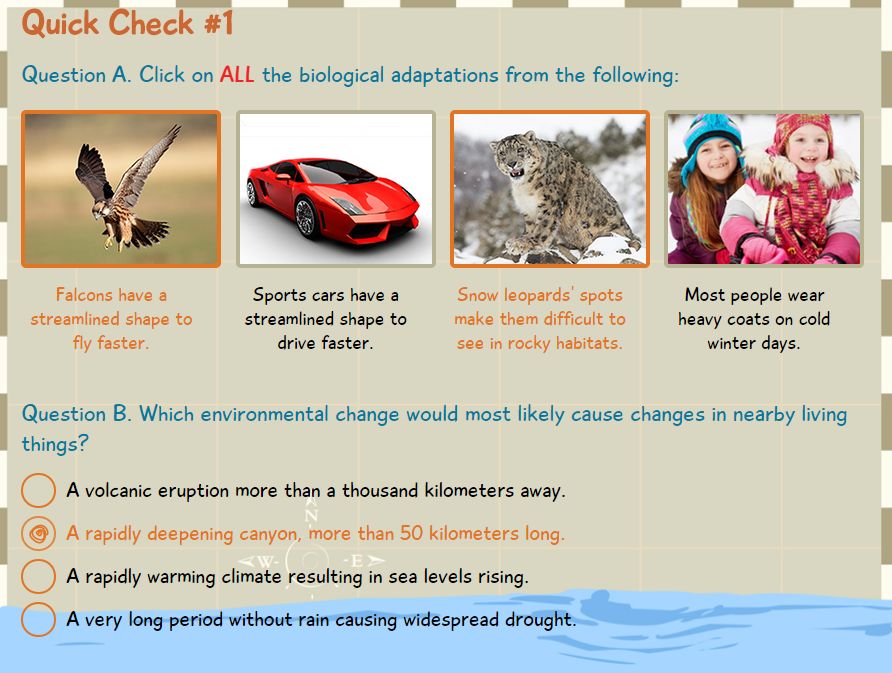 Quick Check #1
Question A. Click on ALL the biological adaptations from the following:
Falcons have a
streamlined shape to
fly faster.
Sports cars have a
streamlined shape to
drive faster.
Snow leopards' spots
make them difficult to
see in rocky habitats.
Most people wear
heavy coats on cold
winter days.
Question B. Which environmental change would most likely cause changes in nearby living
things?
A volcanic eruption more than a thousand kilometers away.
N
A rapidly deepening canyon, more than 50 kilometers long.
W E
A rapidly warming climate resulting in sea levels rising.
A very long period without rain causing widespread drought.